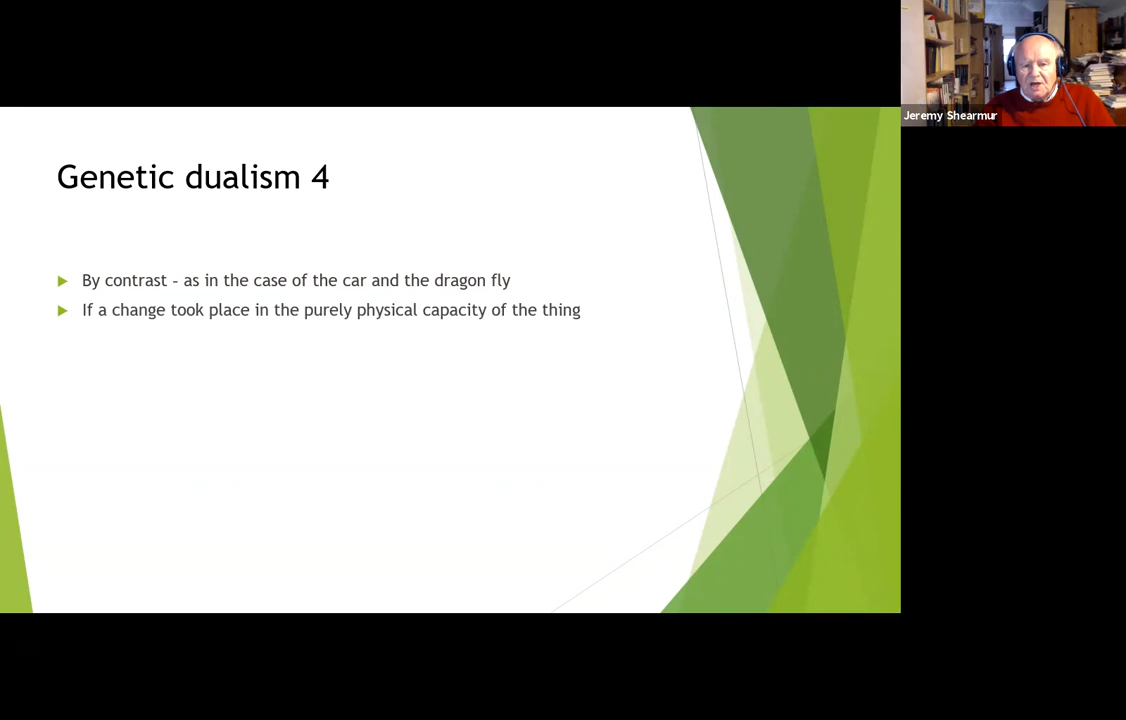 Jeremy Shearmur
Genetic dualism 4
By contrast - as in the case of the car and the dragon fly
If a change took place in the purely physical capacity of the thing